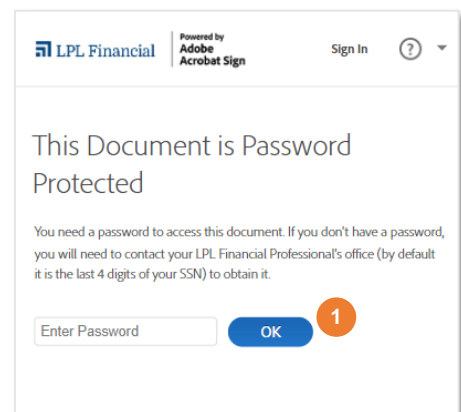 LPL Financial
Powered by
Adobe
Acrobat Sign
Sign In
?
This Document is Password
Protected
You need a password to access this document. If you don't have a password,
you will need to contact your LPL Financial Professional's office (by default
it is the last 4 digits of your SSN) to obtain it.
Enter Password
OK
1